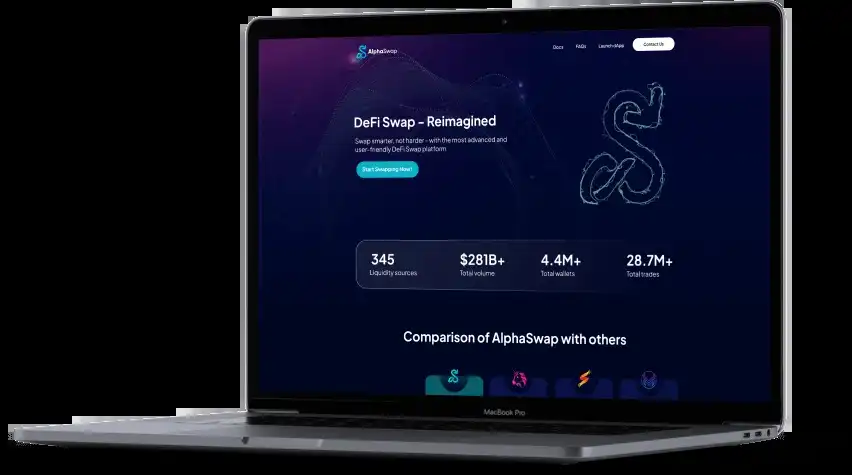 AlphaSwap
Docs
FAQs
Launch dApp
Contact Us
DeFi Swap - Reimagined
Swap smarter, not harder - with the most advanced and
user-friendly DeFi Swap platform
Start Swapping Now!
345
Liquidity sources
$281B+
Total volume
4.4M+
Total wallets
28.7M+
Total trades
Comparison of AlphaSwap with others
MacBook Pro